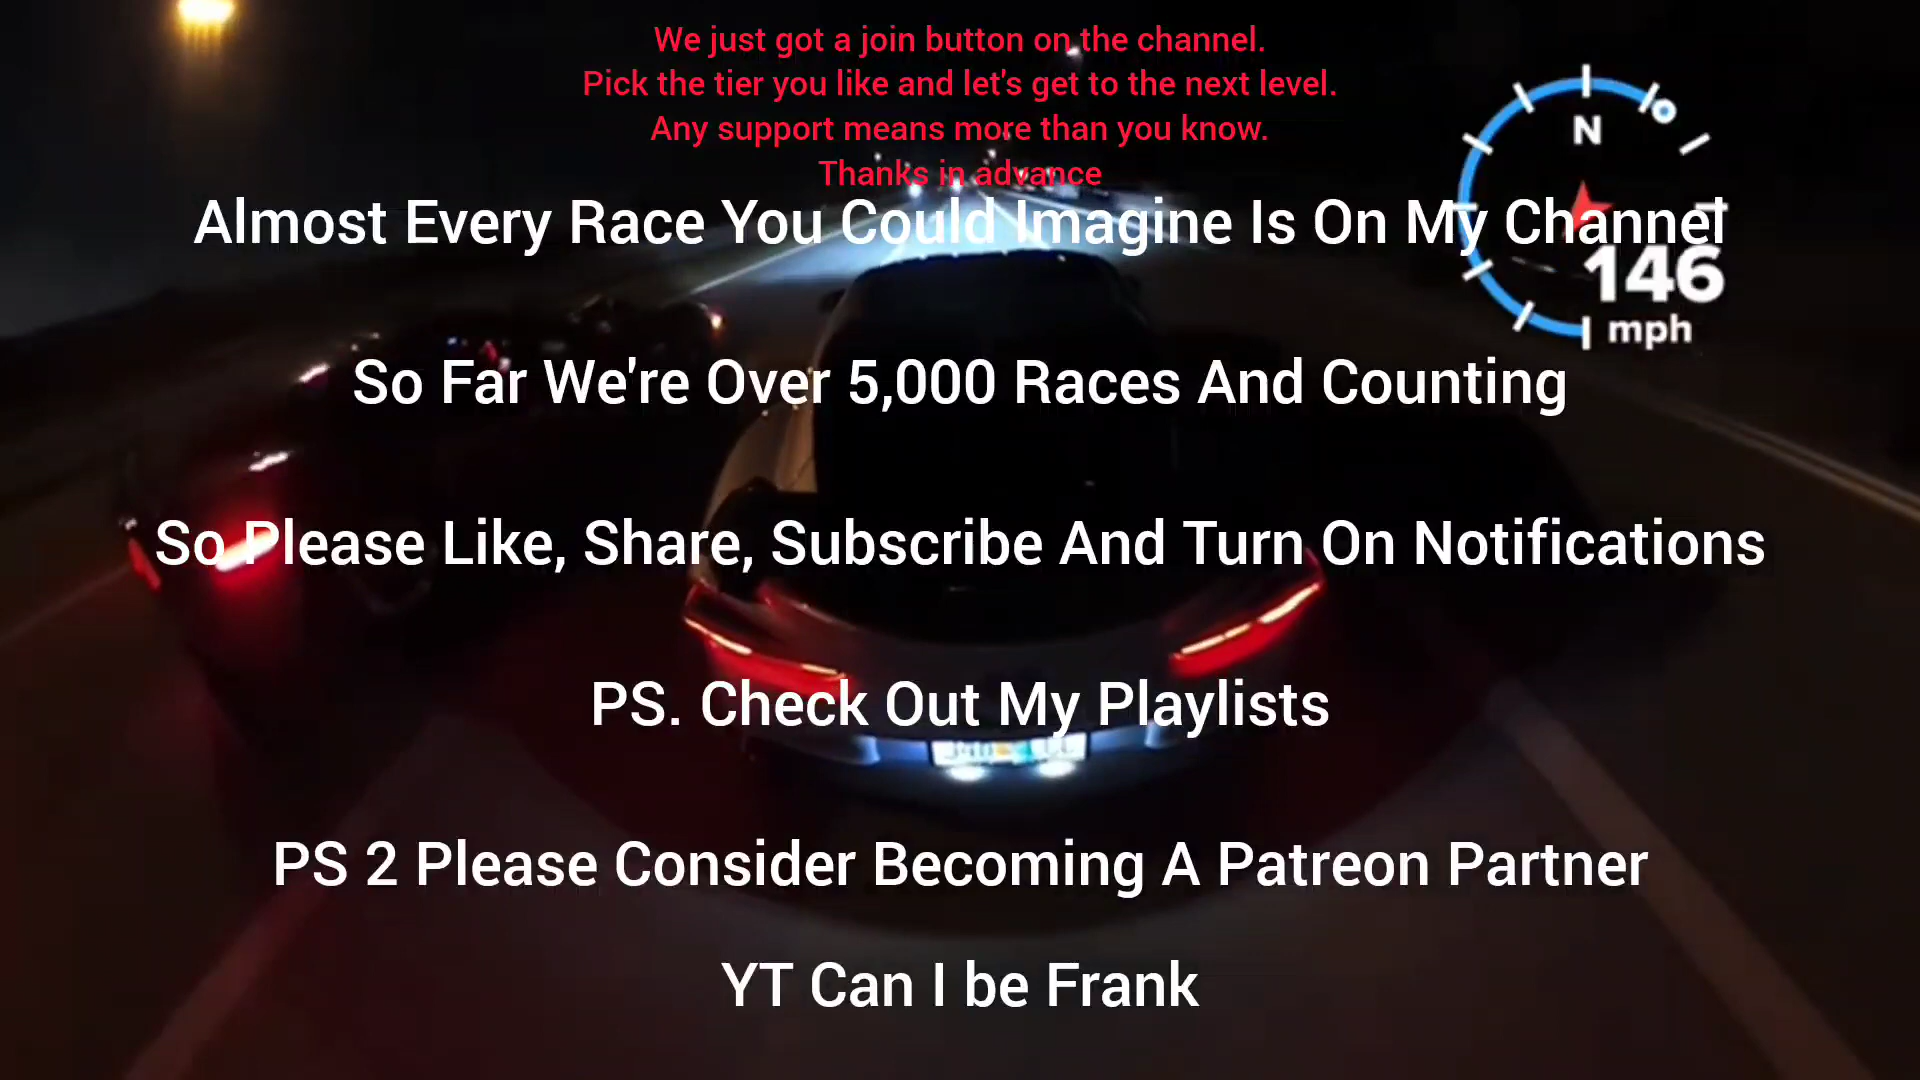 We just got a join button on the channel.
Pick the tier you like and let's get to the next level.
Any support means more than you know.
Thanks in advance
N
Almost Every Race You Could Imagine Is On My Channel
146
mph
So Far We're Over 5,000 Races And Counting
So Please Like, Share, Subscribe And Turn On Notifications
PS. Check Out My Playlists
PS 2 Please Consider Becoming A Patreon Partner
YT Can I be Frank